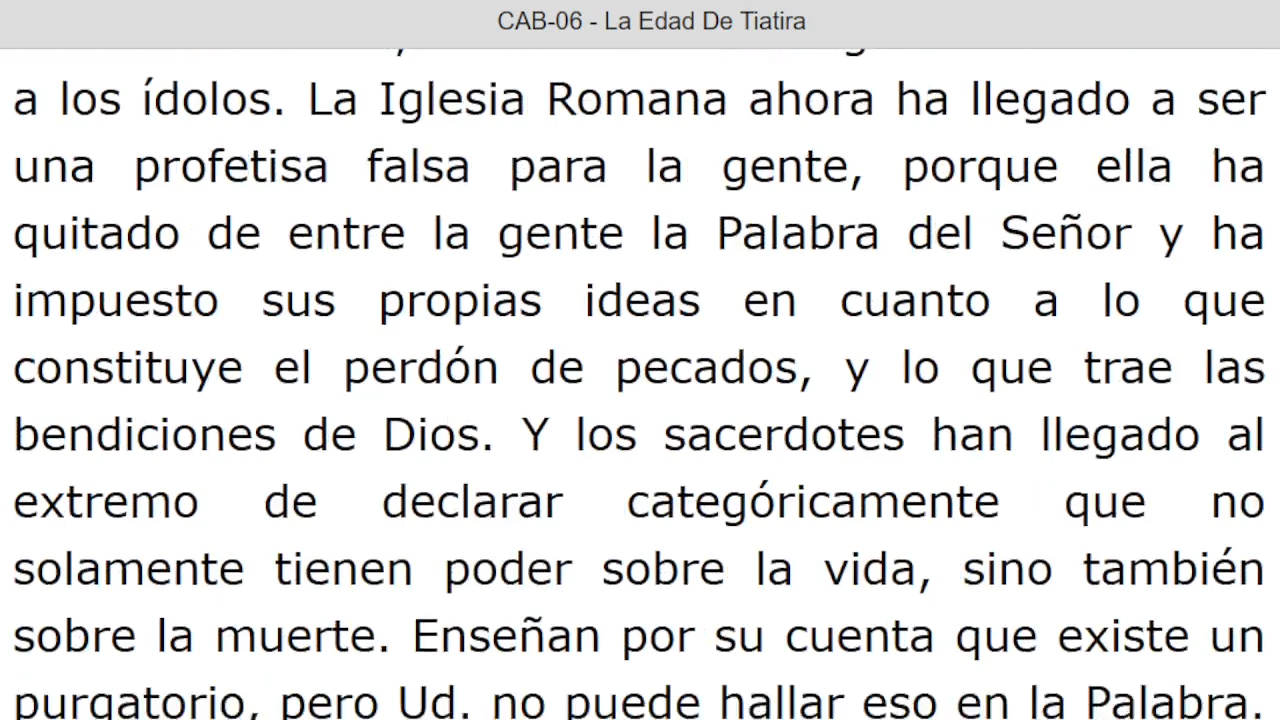 CAB-06 - La Edad De Tiatira
a los ídolos. La Iglesia Romana ahora ha llegado a ser
una profetisa falsa para la gente, porque ella ha
quitado de entre la gente la Palabra del Señor y ha
impuesto sus propias ideas en cuanto a lo que
constituye el perdón de pecados, y lo que trae las
bendiciones de Dios. Y los sacerdotes han llegado al
extremo de declarar categóricamente que no
solamente tienen poder sobre la vida, sino también
sobre la muerte. Enseñan por su cuenta que existe un
purgatorio, pero Ud. no puede hallar eso en la Palabra.